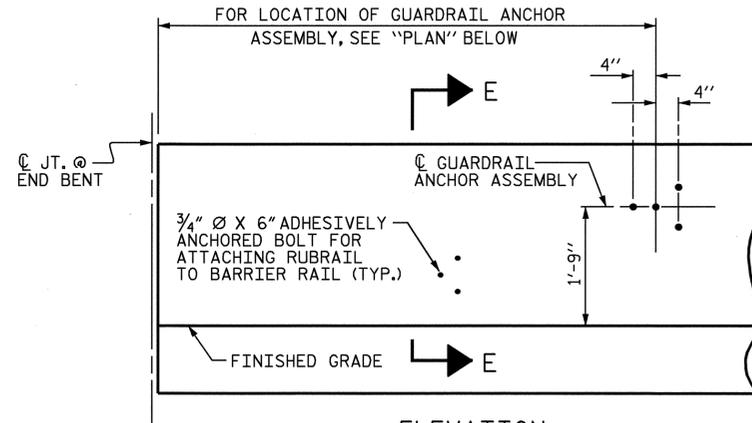 FOR LOCATION OF GUARDRAIL ANCHOR
ASSEMBLY, SEE "PLAN" BELOW
4"
4"
E
℄ JT. @
END BENT
℄ GUARDRAIL
ANCHOR ASSEMBLY
3/4" Ø X 6" ADHESIVELY
ANCHORED BOLT FOR
ATTACHING RUBRAIL
TO BARRIER RAIL (TYP.)
1'-9"
FINISHED GRADE
E
ELEVATION